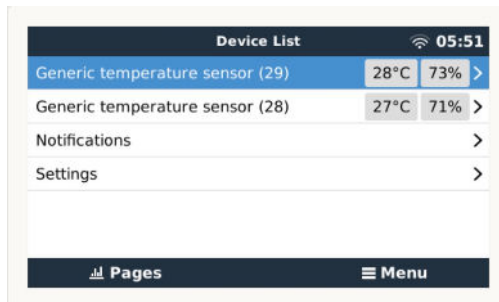 Device List 05:51
Generic temperature sensor (29) 28°C 73%
Generic temperature sensor (28) 27°C 71%
Notifications
Settings
Pages Menu